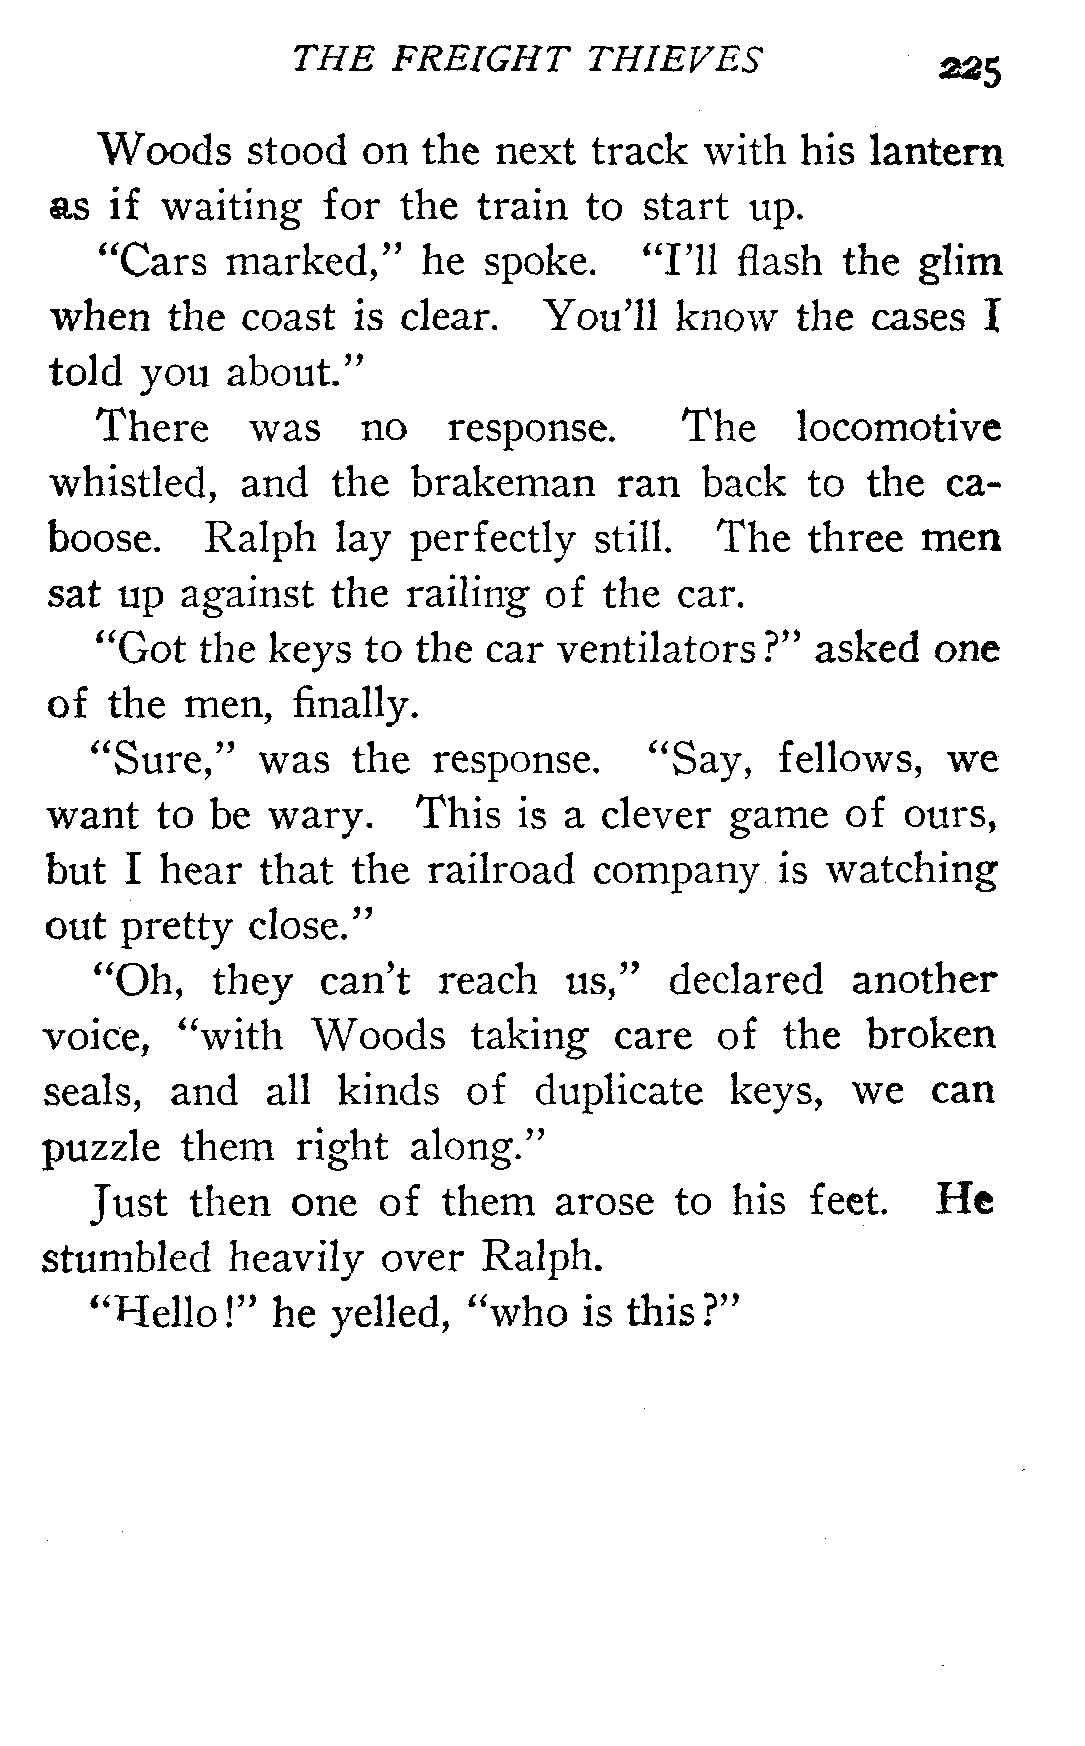 THE FREIGHT THIEVES 225
Woods stood on the next track with his lantern
as if waiting for the train to start up.
“Cars marked,” he spoke. “I’ll flash the glim
when the coast is clear. You’ll know the cases I
told you about.”
There was no response. The locomotive
whistled, and the brakeman ran back to the ca-
boose. Ralph lay perfectly still. The three men
sat up against the railing of the car.
“Got the keys to the car ventilators?” asked one
of the men, finally.
“Sure,” was the response. “Say, fellows, we
want to be wary. This is a clever game of ours,
but I hear that the railroad company is watching
out pretty close.”
“Oh, they can’t reach us,” declared another
voice, “with Woods taking care of the broken
seals, and all kinds of duplicate keys, we can
puzzle them right along.”
Just then one of them arose to his feet. He
stumbled heavily over Ralph.
“Hello!” he yelled, “who is this?”